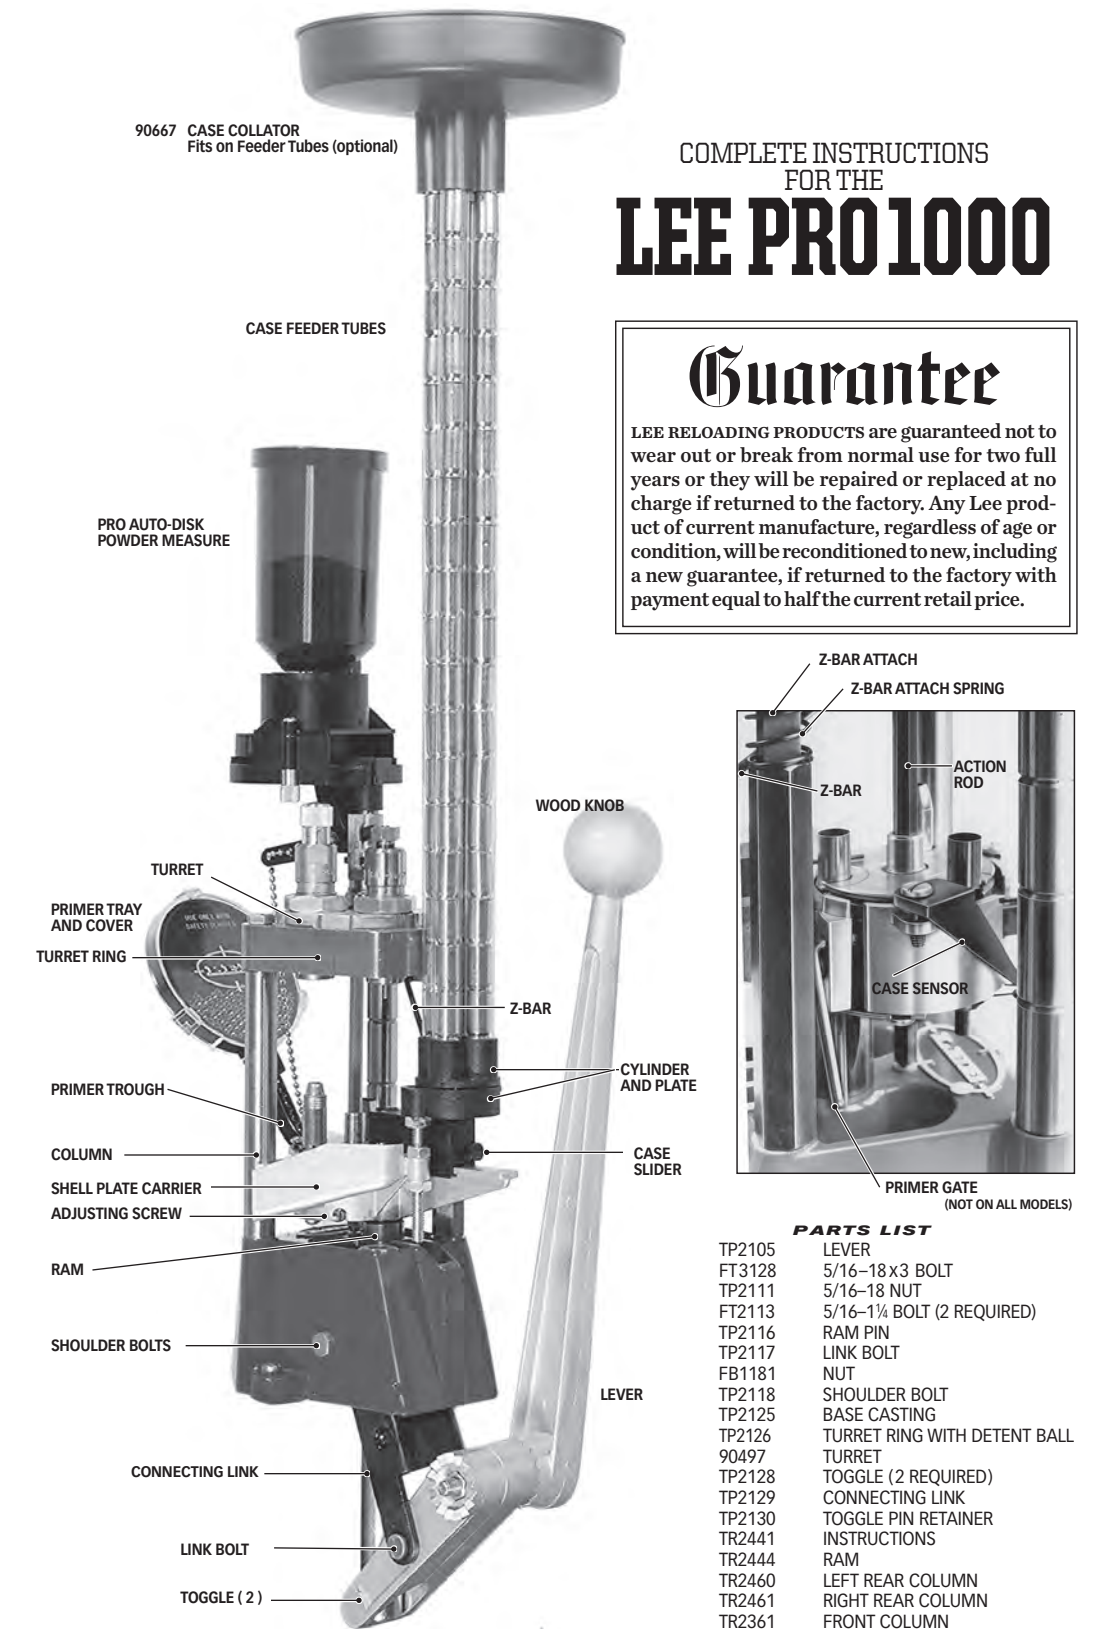 90667 CASE COLLATOR
Fits on Feeder Tubes (optional)
COMPLETE INSTRUCTIONS
FOR THE
LEE PRO 1000
CASE FEEDER TUBES
Guarantee
LEE RELOADING PRODUCTS are guaranteed not to
wear out or break from normal use for two full
years or they will be repaired or replaced at no
charge if returned to the factory. Any Lee prod-
uct of current manufacture, regardless of age or
condition, will be reconditioned to new, including
a new guarantee, if returned to the factory with
payment equal to half the current retail price.
PRO AUTO-DISK
POWDER MEASURE
Z-BAR ATTACH
Z-BAR ATTACH SPRING
ACTION
ROD
Z-BAR
CASE SENSOR
PRIMER GATE
(NOT ON ALL MODELS)
WOOD KNOB
TURRET
PRIMER TRAY
AND COVER
TURRET RING
Z-BAR
CYLINDER
AND PLATE
PRIMER TROUGH
COLUMN
CASE
SLIDER
SHELL PLATE CARRIER
ADJUSTING SCREW
RAM
SHOULDER BOLTS
LEVER
CONNECTING LINK
LINK BOLT
TOGGLE ( 2 )
PARTS LIST
TP2105 LEVER
FT3128 5/16–18 x 3 BOLT
TP2111 5/16–18 NUT
FT2113 5/16–1¼ BOLT (2 REQUIRED)
TP2116 RAM PIN
TP2117 LINK BOLT
FB1181 NUT
TP2118 SHOULDER BOLT
TP2125 BASE CASTING
TP2126 TURRET RING WITH DETENT BALL
90497 TURRET
TP2128 TOGGLE (2 REQUIRED)
TP2129 CONNECTING LINK
TP2130 TOGGLE PIN RETAINER
TR2441 INSTRUCTIONS
TR2444 RAM
TR2460 LEFT REAR COLUMN
TR2461 RIGHT REAR COLUMN
TR2361 FRONT COLUMN